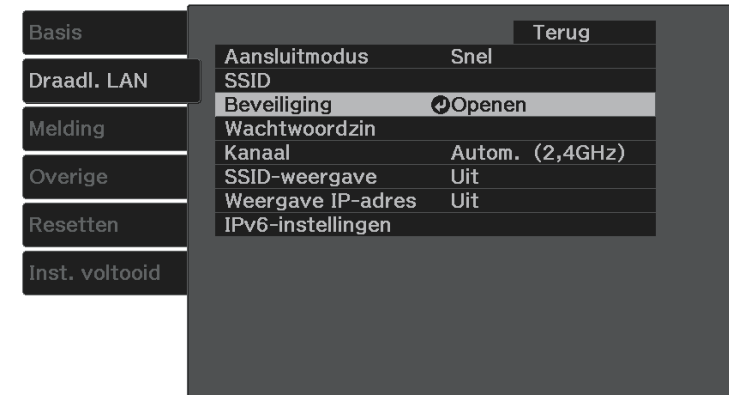 Basis
Draadl. LAN
Melding
Overige
Resetten
Inst. voltooid
Terug
Aansluitmodus Snel
SSID
Beveiliging Openen
Wachtwoordzin
Kanaal Autom. (2,4GHz)
SSID-weergave Uit
Weergave IP-adres Uit
IPv6-instellingen